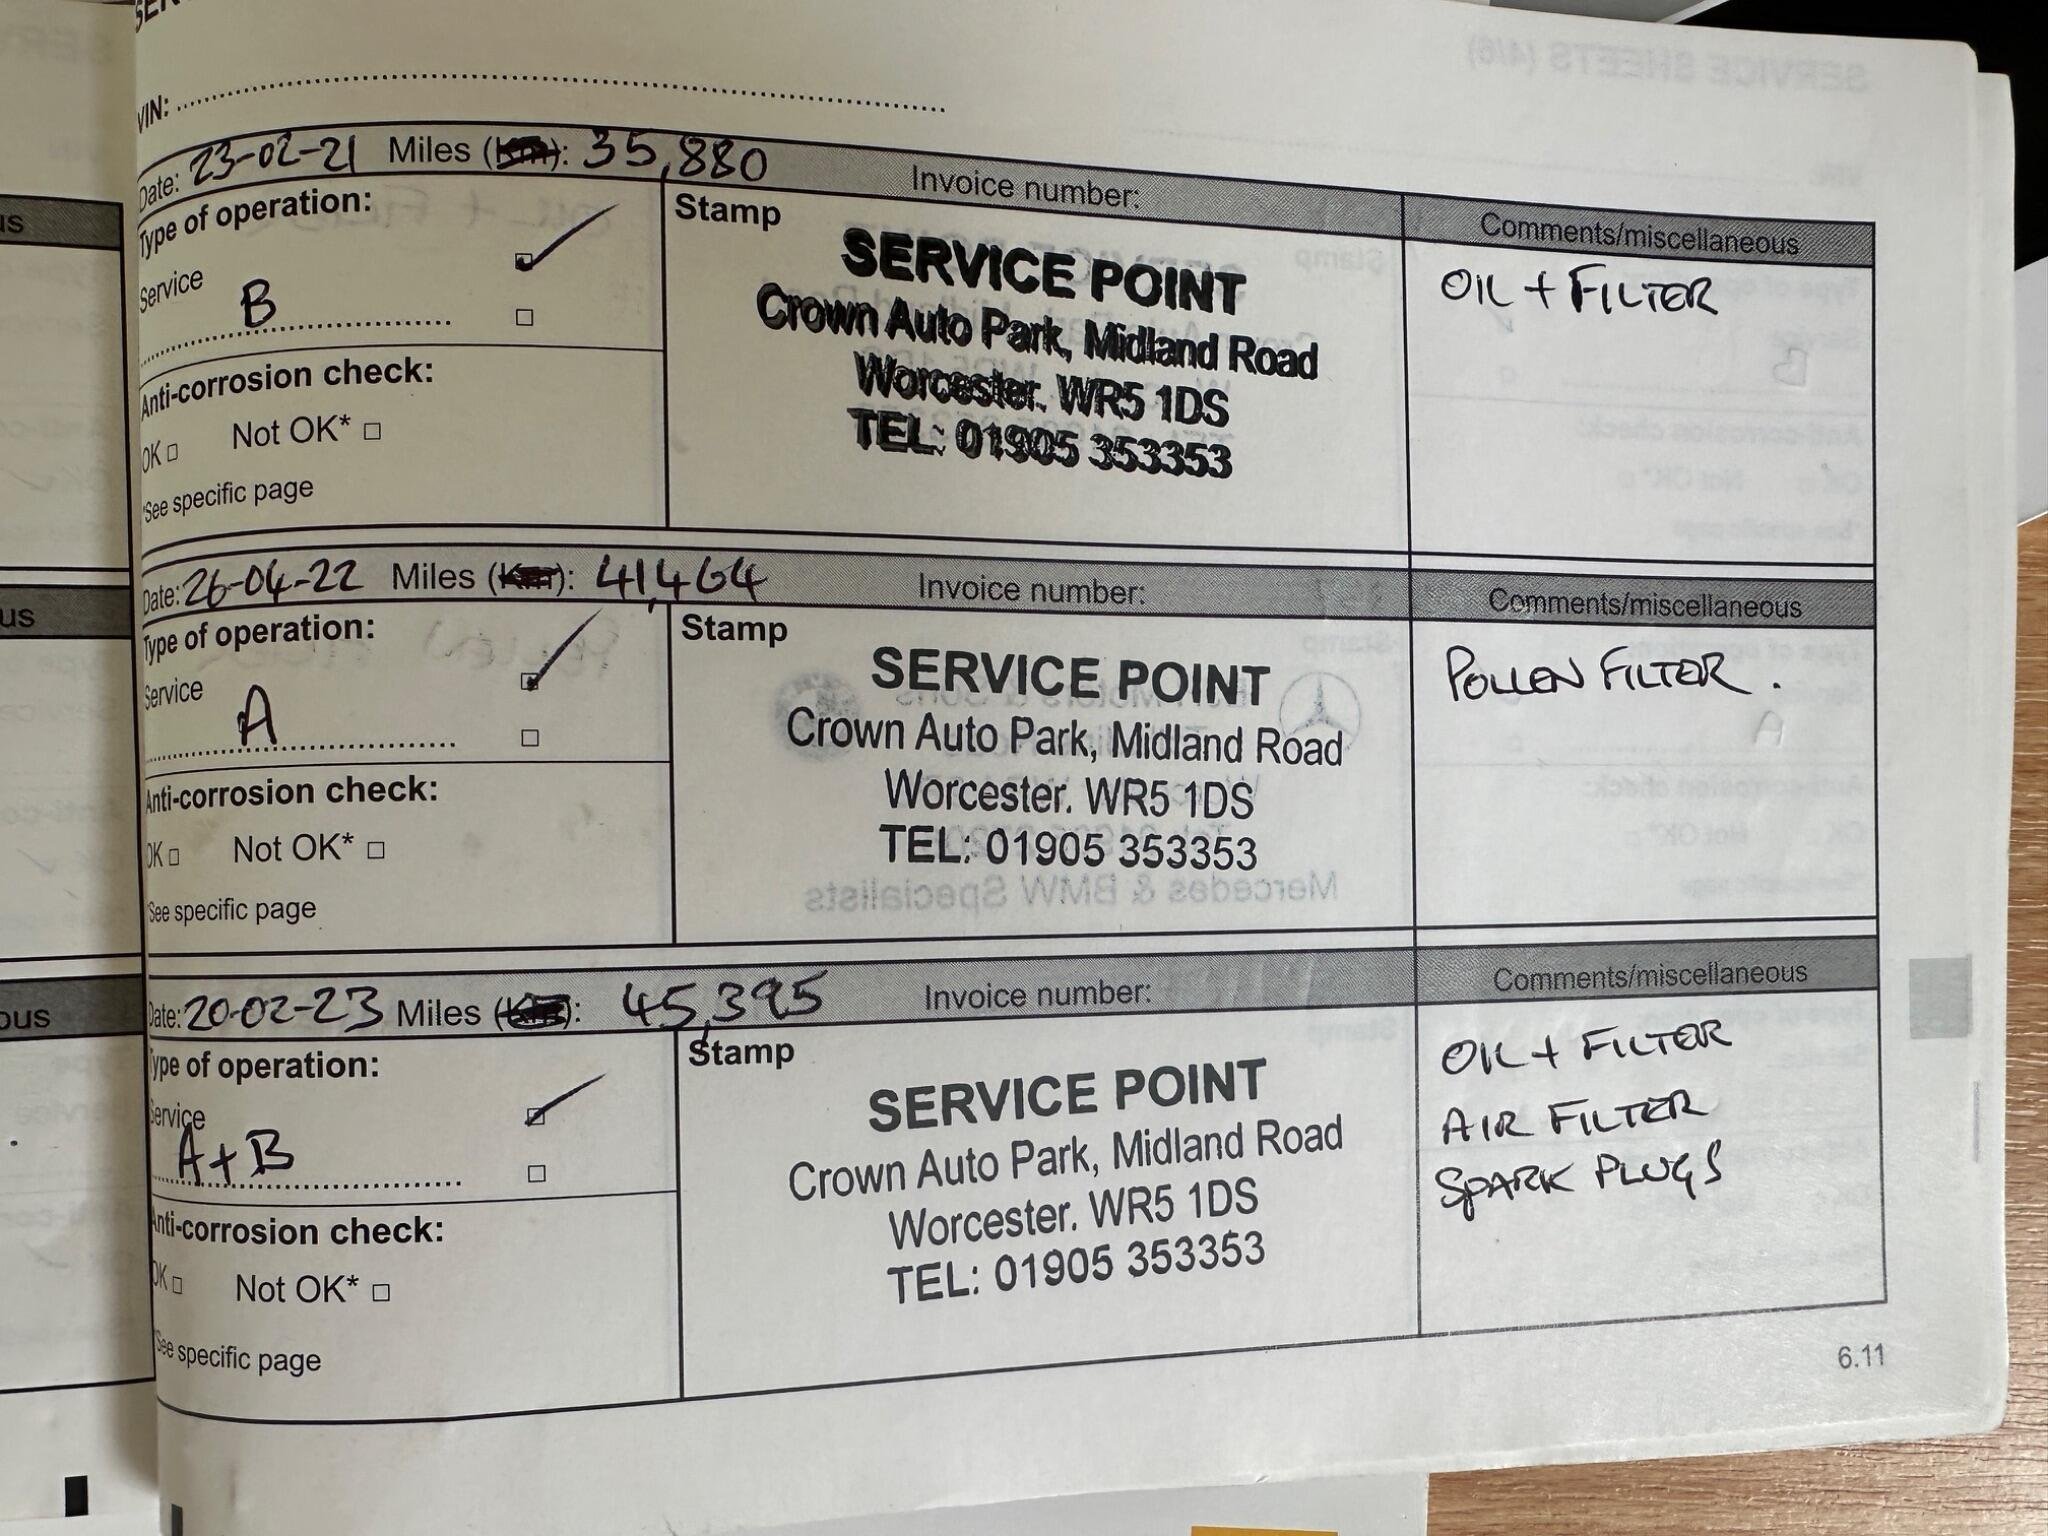 VIN:
Date: 23-02-21 Miles (Km): 35,880 Invoice number:
Type of operation:
Service
B
Anti-corrosion check:
OK Not OK*
*See specific page
Stamp
SERVICE POINT
Crown Auto Park, Midland Road
Worcester. WR5 1DS
TEL: 01905 353353
Comments/miscellaneous
OIL + FILTER
Date: 26-04-22 Miles (Km): 41,464 Invoice number:
Type of operation:
Service
A
Anti-corrosion check:
OK Not OK*
*See specific page
Stamp
SERVICE POINT
Crown Auto Park, Midland Road
Worcester. WR5 1DS
TEL: 01905 353353
Comments/miscellaneous
POLLEN FILTER.
Date: 20-02-23 Miles (Km): 45,395 Invoice number:
Type of operation:
Service
A+B
Anti-corrosion check:
OK Not OK*
*See specific page
Stamp
SERVICE POINT
Crown Auto Park, Midland Road
Worcester. WR5 1DS
TEL: 01905 353353
Comments/miscellaneous
OIL + FILTER
AIR FILTER
SPARK PLUGS
6.11